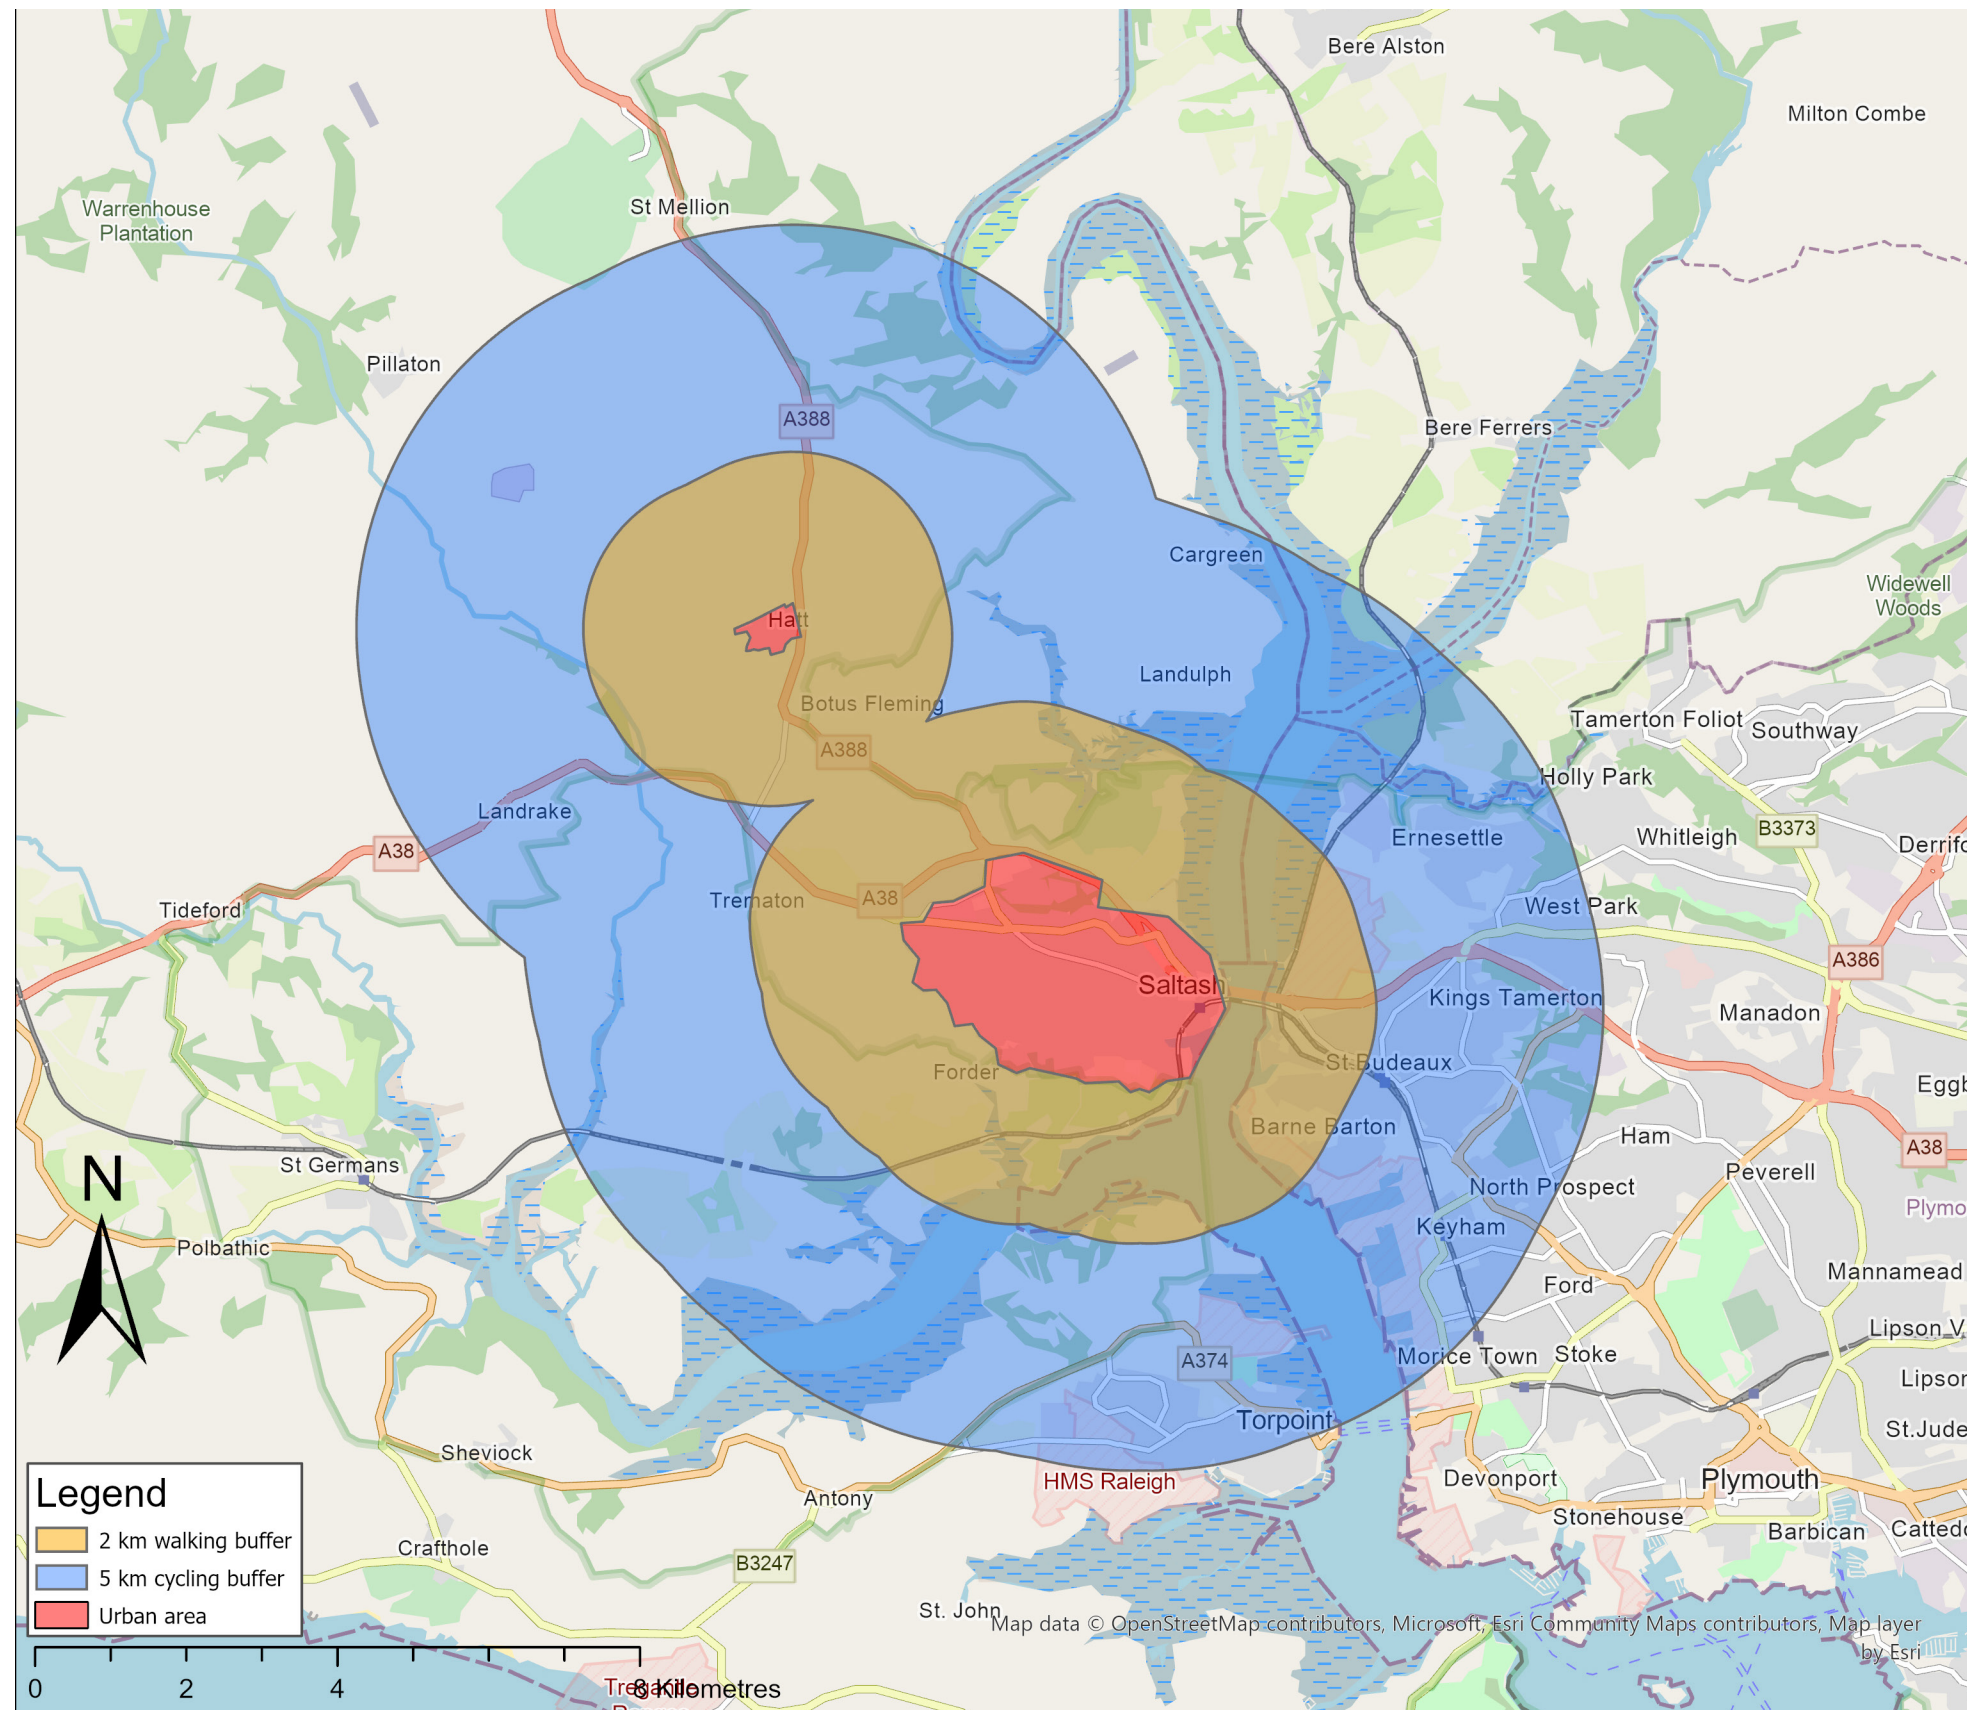 Bere Alston
Milton Combe
Warrenhouse
Plantation
St Mellion
Pillaton
A388
Bere Ferrers
Cargreen
Widewell
Woods
Hatt
Landulph
Botus Fleming
Tamerton Foliot
Southway
A388
Holly Park
Landrake
B3373
Ernesettle
Whitleigh
A38
Trematon
A38
West Park
Tideford
A386
Saltash
Kings Tamerton
Manadon
Forder
St.Budeaux
Barne Barton
Ham
A38
St Germans
Peverell
N
North Prospect
Keyham
Polbathic
Ford
Mannamead
Lipson V
A374
Morice Town
Stoke
Torpoint
Sheviock
HMS Raleigh
Devonport
Plymouth
Antony
Stonehouse
Barbican
Crafthole
B3247
St. John
Legend
2 km walking buffer
5 km cycling buffer
Urban area
Map data © OpenStreetMap contributors, Microsoft, Esri Community Maps contributors, Map layer
by Esri
0 2 4 8 Kilometres